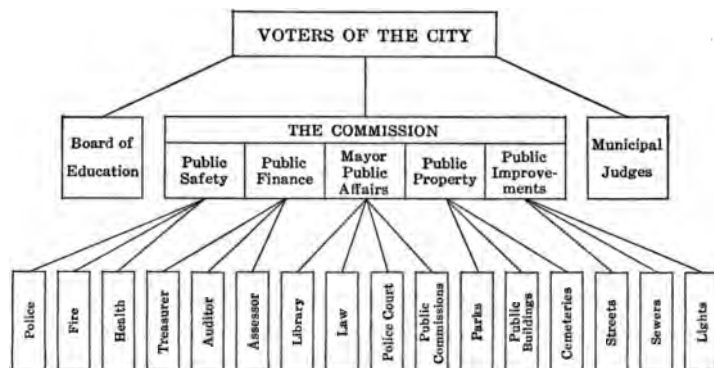 VOTERS OF THE CITY
Board of
Education
THE COMMISSION
Public
Safety
Public
Finance
Mayor
Public
Affairs
Public
Property
Public
Improve-
ments
Municipal
Judges
Police
Fire
Health
Treasurer
Auditor
Assessor
Library
Law
Police Court
Public
Commissions
Parks
Public
Buildings
Cemeteries
Streets
Sewers
Lights